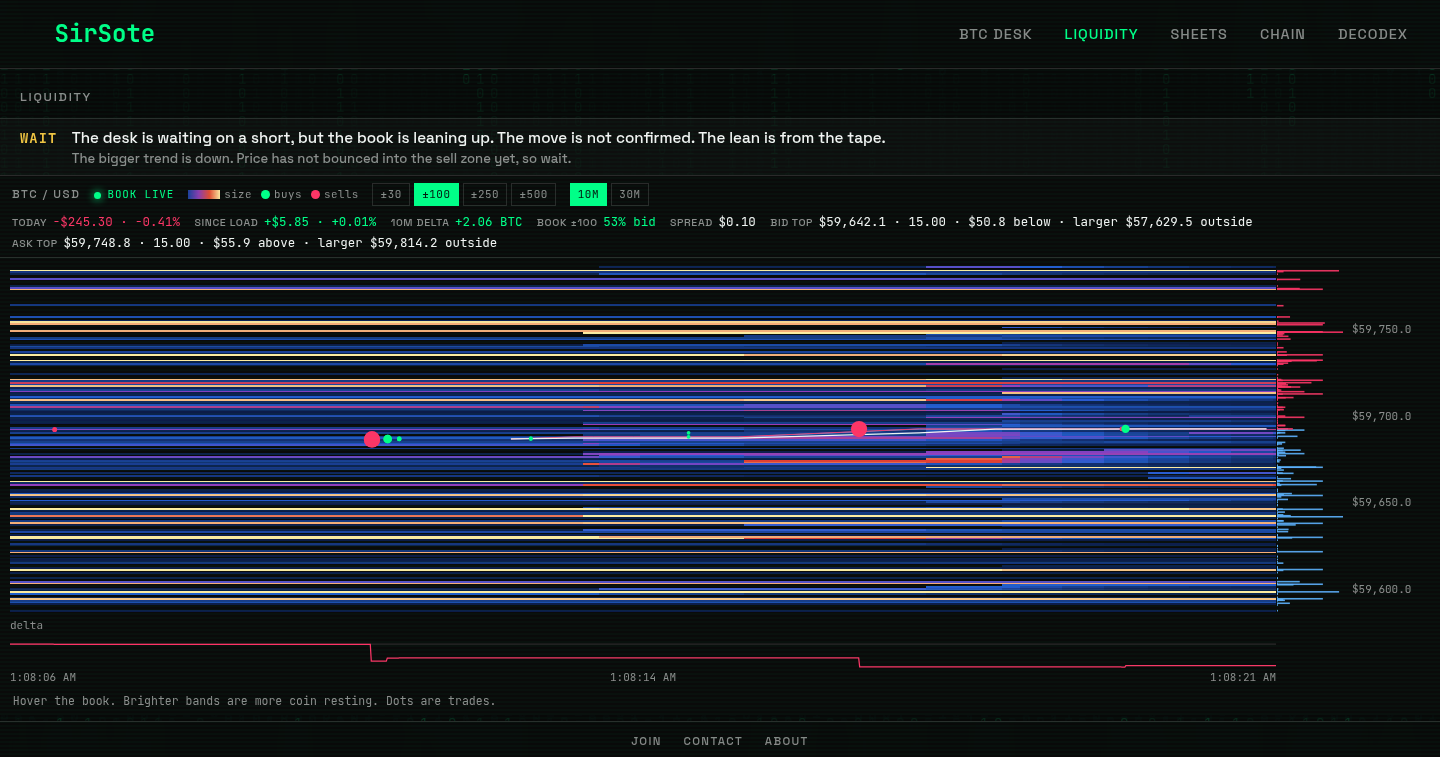 SirSote
BTC DESK LIQUIDITY SHEETS CHAIN DECODEX
LIQUIDITY
WAIT The desk is waiting on a short, but the book is leaning up. The move is not confirmed. The lean is from the tape.
The bigger trend is down. Price has not bounced into the sell zone yet, so wait.
BTC / USD BOOK LIVE size buys sells ±30 ±100 ±250 ±500 10M 30M
TODAY -$245.30 · -0.41% SINCE LOAD +$5.85 · +0.01% 10M DELTA +2.06 BTC BOOK ±100 53% bid SPREAD $0.10 BID TOP $59,642.1 · 15.00 · $50.8 below · larger $57,629.5 outside
ASK TOP $59,748.8 · 15.00 · $55.9 above · larger $59,814.2 outside
$59,750.0
$59,700.0
$59,650.0
$59,600.0
delta
1:08:06 AM 1:08:14 AM 1:08:21 AM
Hover the book. Brighter bands are more coin resting. Dots are trades.
JOIN CONTACT ABOUT